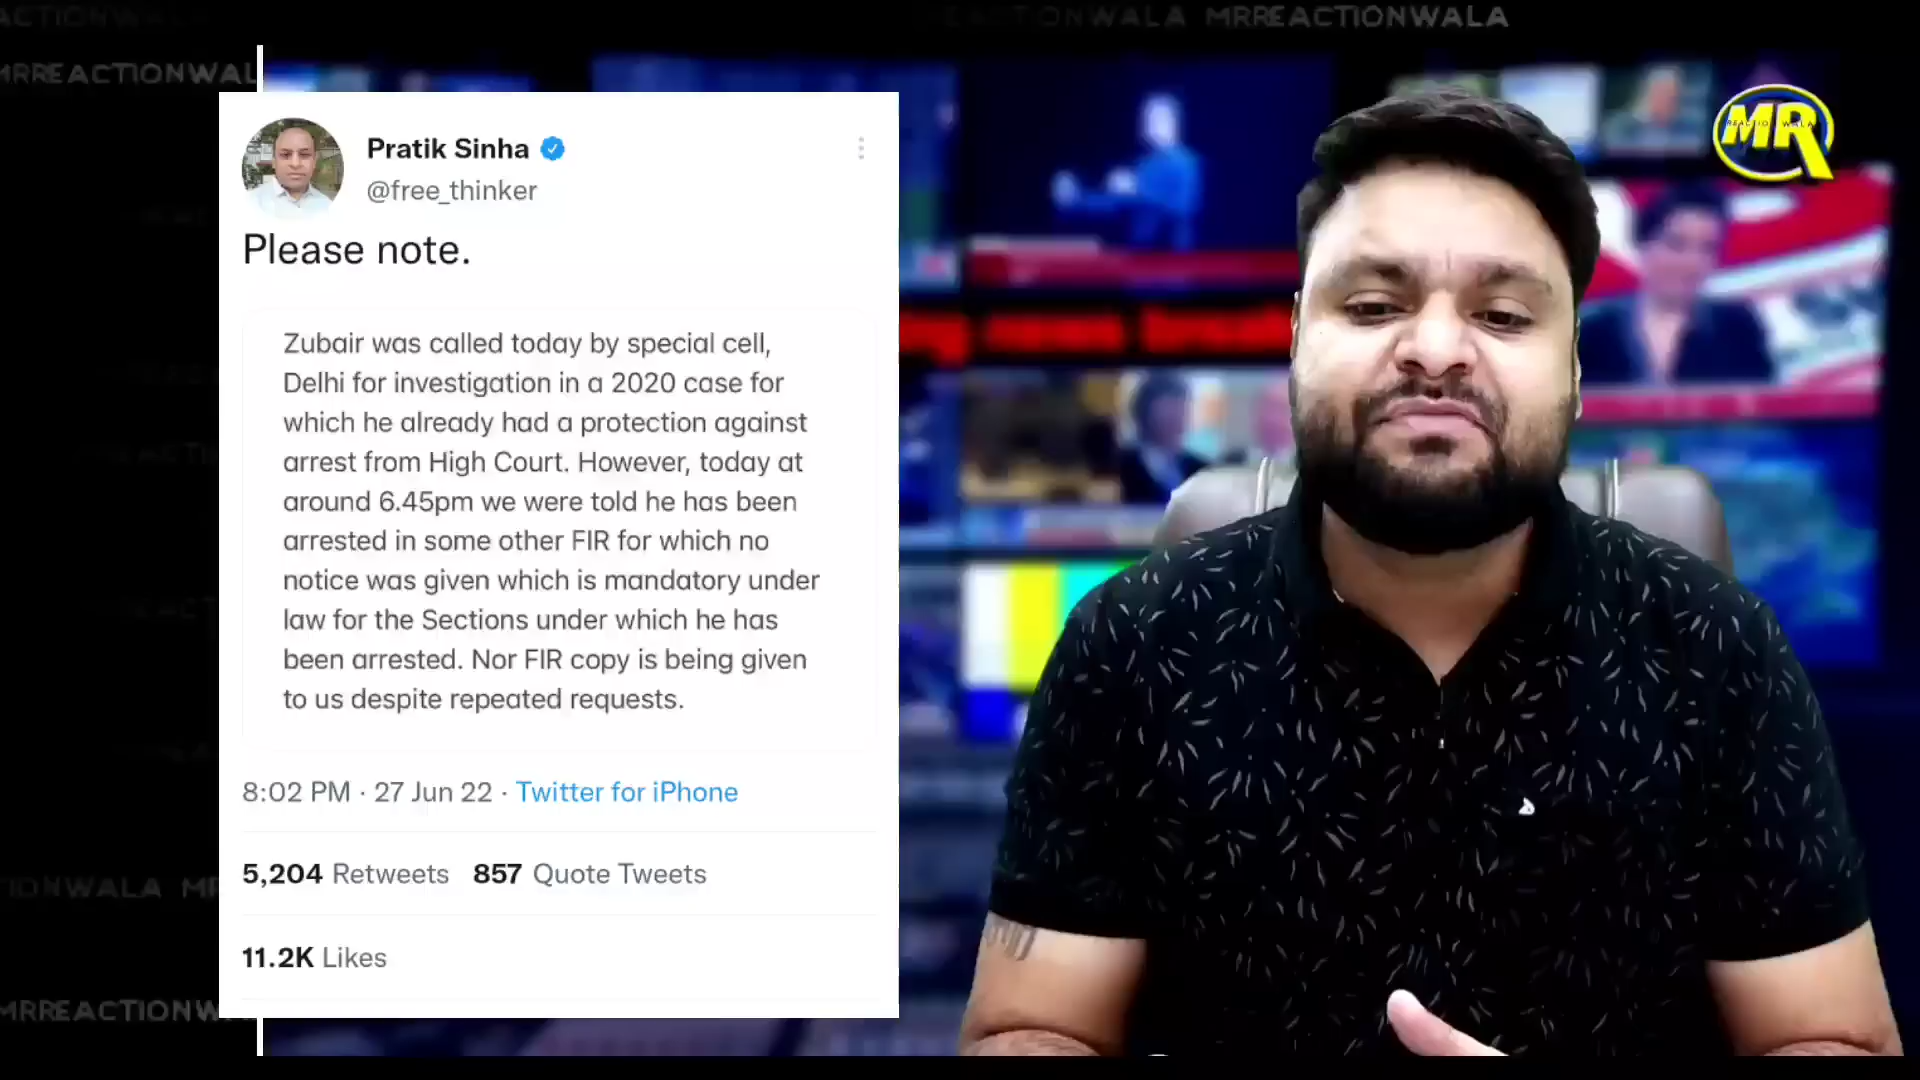 MRREACTIONWALA
MRREACTIONWAL
MR
REACTION WALA
Pratik Sinha
@free_thinker
Please note.
Zubair was called today by special cell,
Delhi for investigation in a 2020 case for
which he already had a protection against
arrest from High Court. However, today at
around 6.45pm we were told he has been
arrested in some other FIR for which no
notice was given which is mandatory under
law for the Sections under which he has
been arrested. Nor FIR copy is being given
to us despite repeated requests.
8:02 PM · 27 Jun 22 · Twitter for iPhone
5,204 Retweets 857 Quote Tweets
11.2K Likes
MRREACTIONW